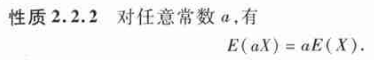 性质2.2.2 对任意常数 a,有
E(aX) = aE(X).